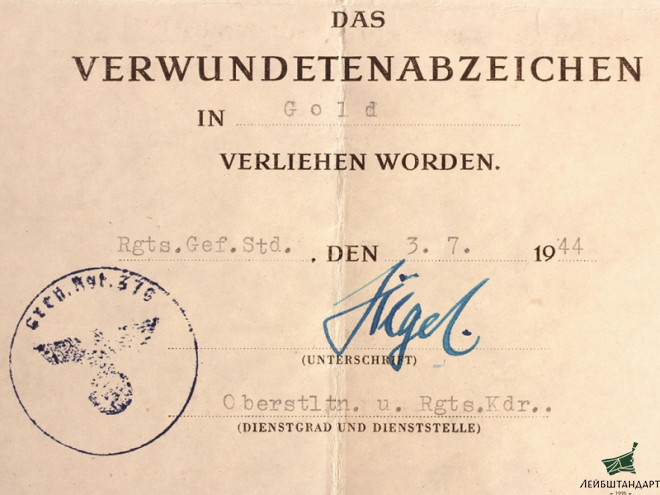 DAS
VERWUNDETENABZEICHEN
IN Gold
VERLIEHEN WORDEN.
Rgts.Gef.Std. , DEN 3. 7. 1944
(UNTERSCHRIFT)
Oberstltn. u. Rgts.Kdr..
(DIENSTGRAD UND DIENSTSTELLE)
ЛЕЙБШТАНДАРТ